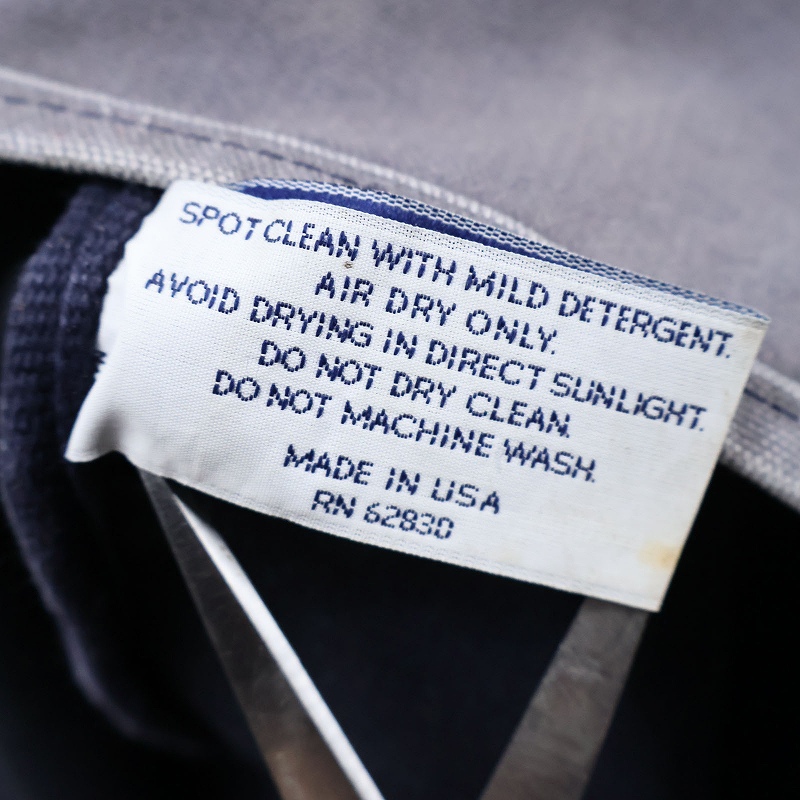 SPOT CLEAN WITH MILD DETERGENT.
AIR DRY ONLY.
AVOID DRYING IN DIRECT SUNLIGHT.
DO NOT DRY CLEAN.
DO NOT MACHINE WASH.
MADE IN USA
RN 62830